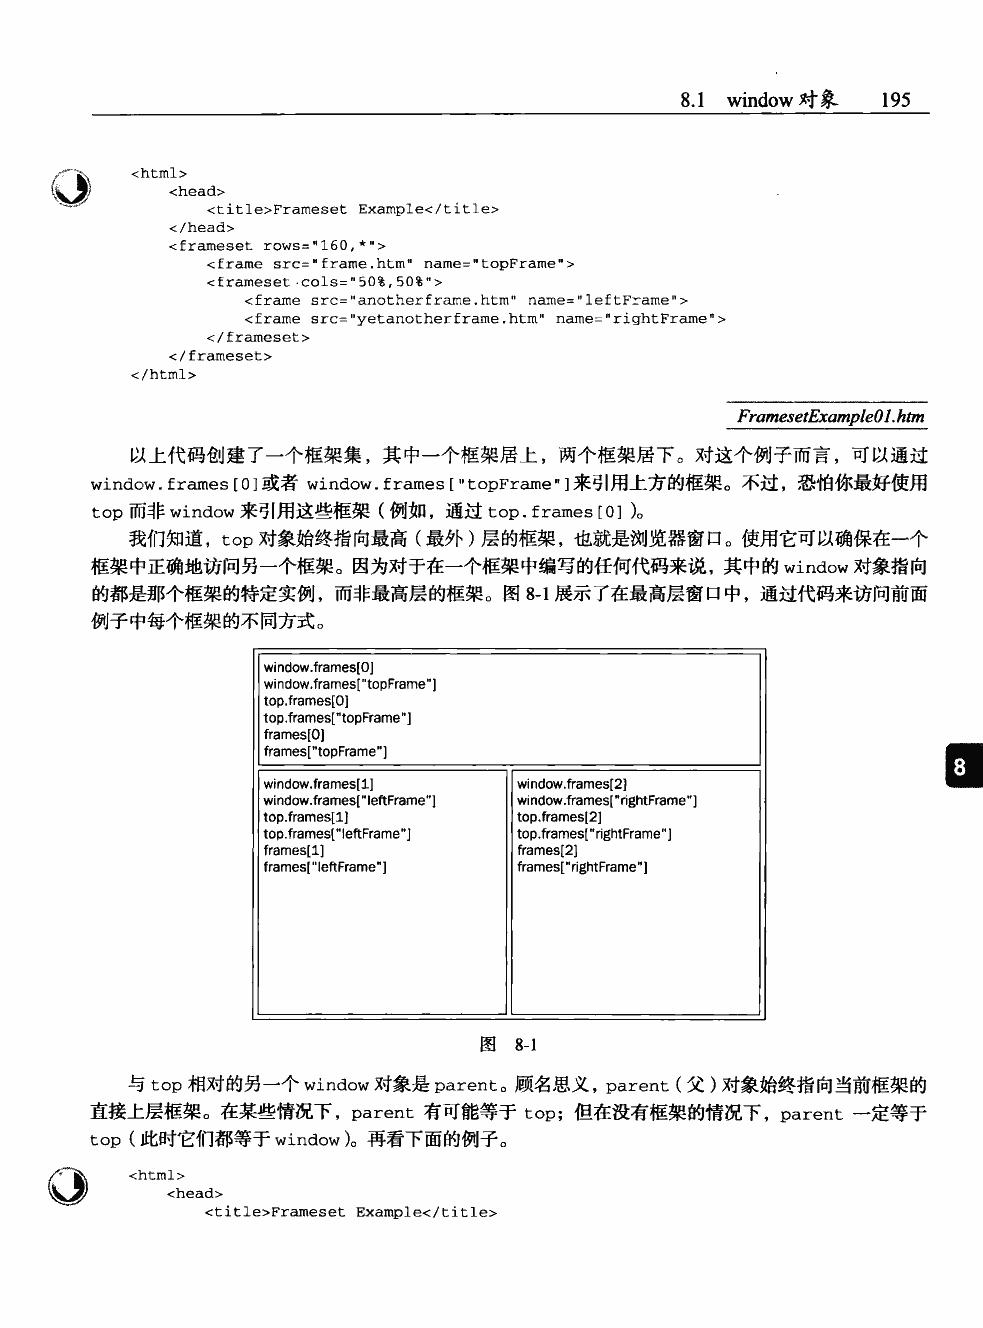 8.1 window 对象 195
<html>
<head>
<title>Frameset Example</title>
</head>
<frameset rows="160,*">
<frame src="frame.htm" name="topFrame">
<frameset cols="50%,50%">
<frame src="anotherframe.htm" name="leftFrame">
<frame src="yetanotherframe.htm" name="rightFrame">
</frameset>
</frameset>
</html>
FramesetExample01.htm
以上代码创建了一个框架集，其中一个框架居上，两个框架居下。对这个例子而言，可以通过
window.frames[0]或者 window.frames["topFrame"]来引用上方的框架。不过，恐怕你最好使用
top 而非 window 来引用这些框架（例如，通过 top.frames[0]）。
我们知道，top 对象始终指向最高（最外）层的框架，也就是浏览器窗口。使用它可以确保在一个
框架中正确地访问另一个框架。因为对于在一个框架中编写的任何代码来说，其中的 window 对象指向
的都是那个框架的特定实例，而非最高层的框架。图 8-1 展示了在最高层窗口中，通过代码来访问前面
例子中每个框架的不同方式。
window.frames[0]
window.frames["topFrame"]
top.frames[0]
top.frames["topFrame"]
frames[0]
frames["topFrame"]
8
window.frames[1]
window.frames["leftFrame"]
top.frames[1]
top.frames["leftFrame"]
frames[1]
frames["leftFrame"]
window.frames[2]
window.frames["rightFrame"]
top.frames[2]
top.frames["rightFrame"]
frames[2]
frames["rightFrame"]
图 8-1
与 top 相对的另一个 window 对象是 parent。顾名思义，parent（父）对象始终指向当前框架的
直接上层框架。在某些情况下，parent 有可能等于 top；但在没有框架的情况下，parent 一定等于
top（此时它们都等于 window）。再看下面的例子。
<html>
<head>
<title>Frameset Example</title>